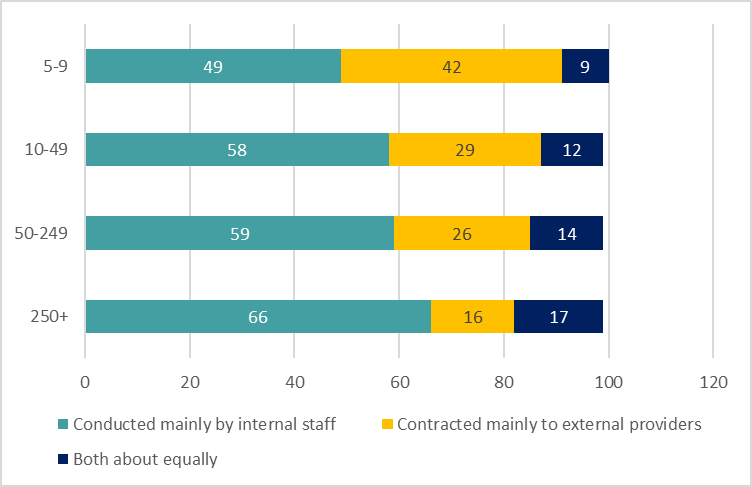 5-9
49 42 9
10-49
58 29 12
50-249
59 26 14
250+
66 16 17
0 20 40 60 80 100 120
Conducted mainly by internal staff
Contracted mainly to external providers
Both about equally